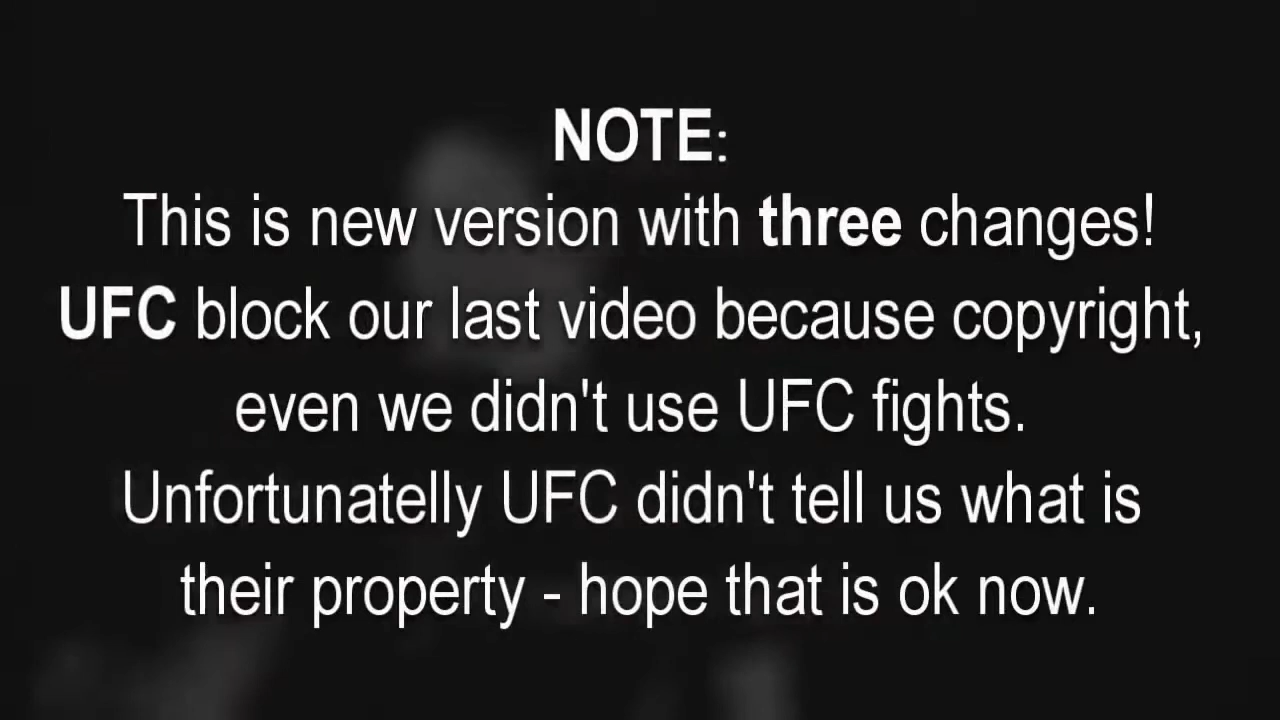 NOTE:
This is new version with three changes!
UFC block our last video because copyright,
even we didn't use UFC fights.
Unfortunatelly UFC didn't tell us what is
their property - hope that is ok now.